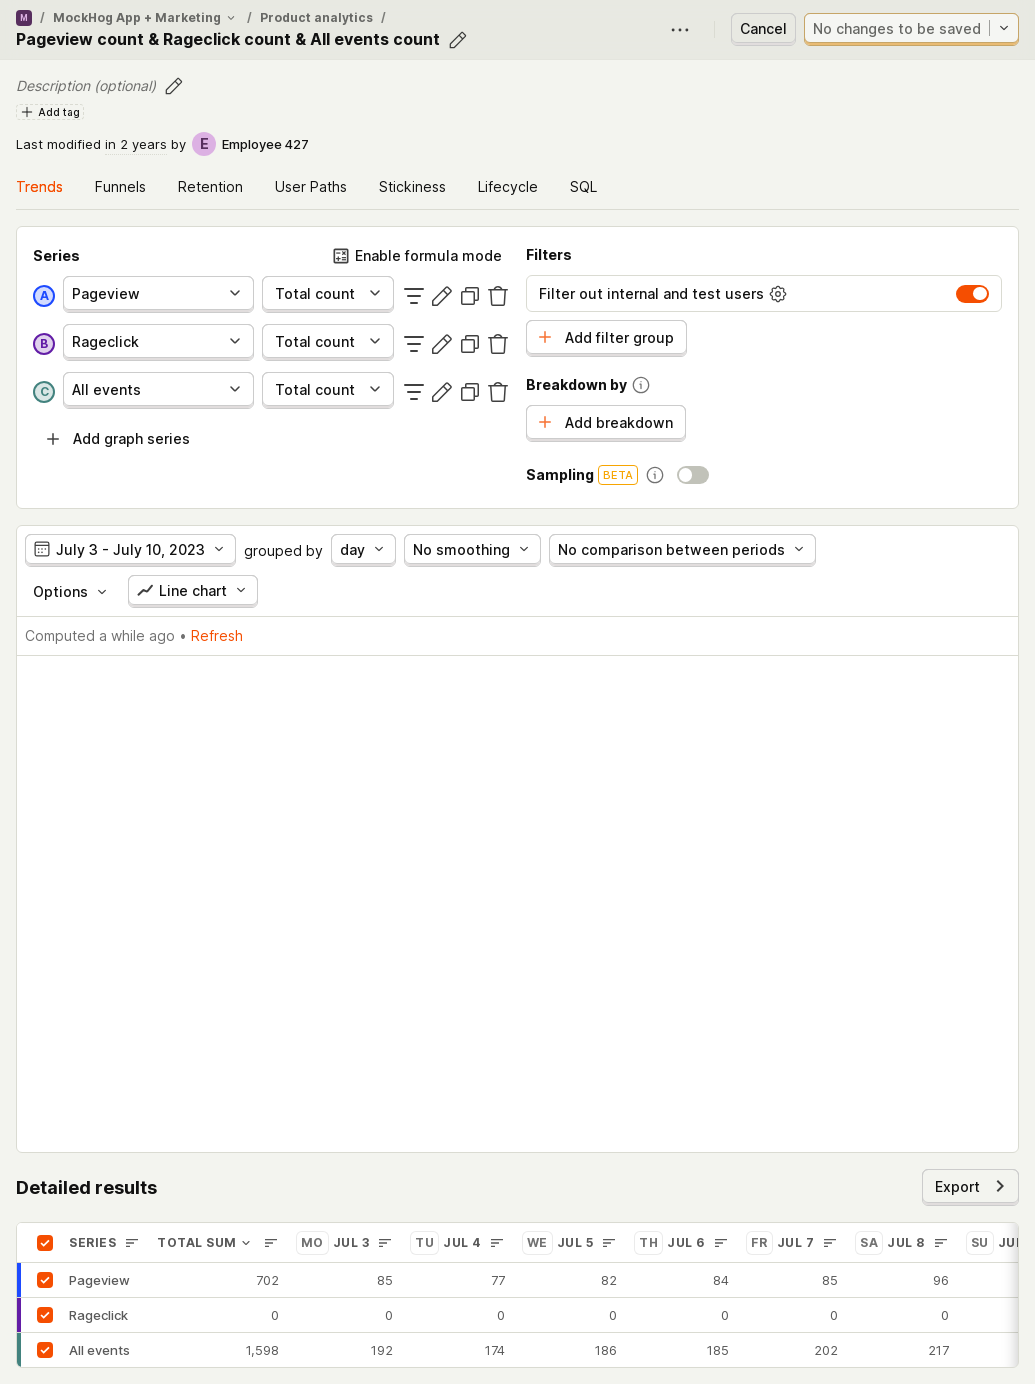 M / MockHog App + Marketing / Product analytics /
Pageview count & Rageclick count & All events count
Cancel
No changes to be saved
Description (optional)
Add tag
Last modified in 2 years by E Employee 427
Trends Funnels Retention User Paths Stickiness Lifecycle SQL
Series Enable formula mode
A Pageview Total count
B Rageclick Total count
C All events Total count
Add graph series
Filters
Filter out internal and test users
Add filter group
Breakdown by
Add breakdown
Sampling BETA
July 3 - July 10, 2023 grouped by day No smoothing No comparison between periods
Options Line chart
Computed a while ago • Refresh
Detailed results
Export
SERIES TOTAL SUM MO JUL 3 TU JUL 4 WE JUL 5 TH JUL 6 FR JUL 7 SA JUL 8 SU
Pageview 702 85 77 82 84 85 96
Rageclick 0 0 0 0 0 0 0
All events 1,598 192 174 186 185 202 217